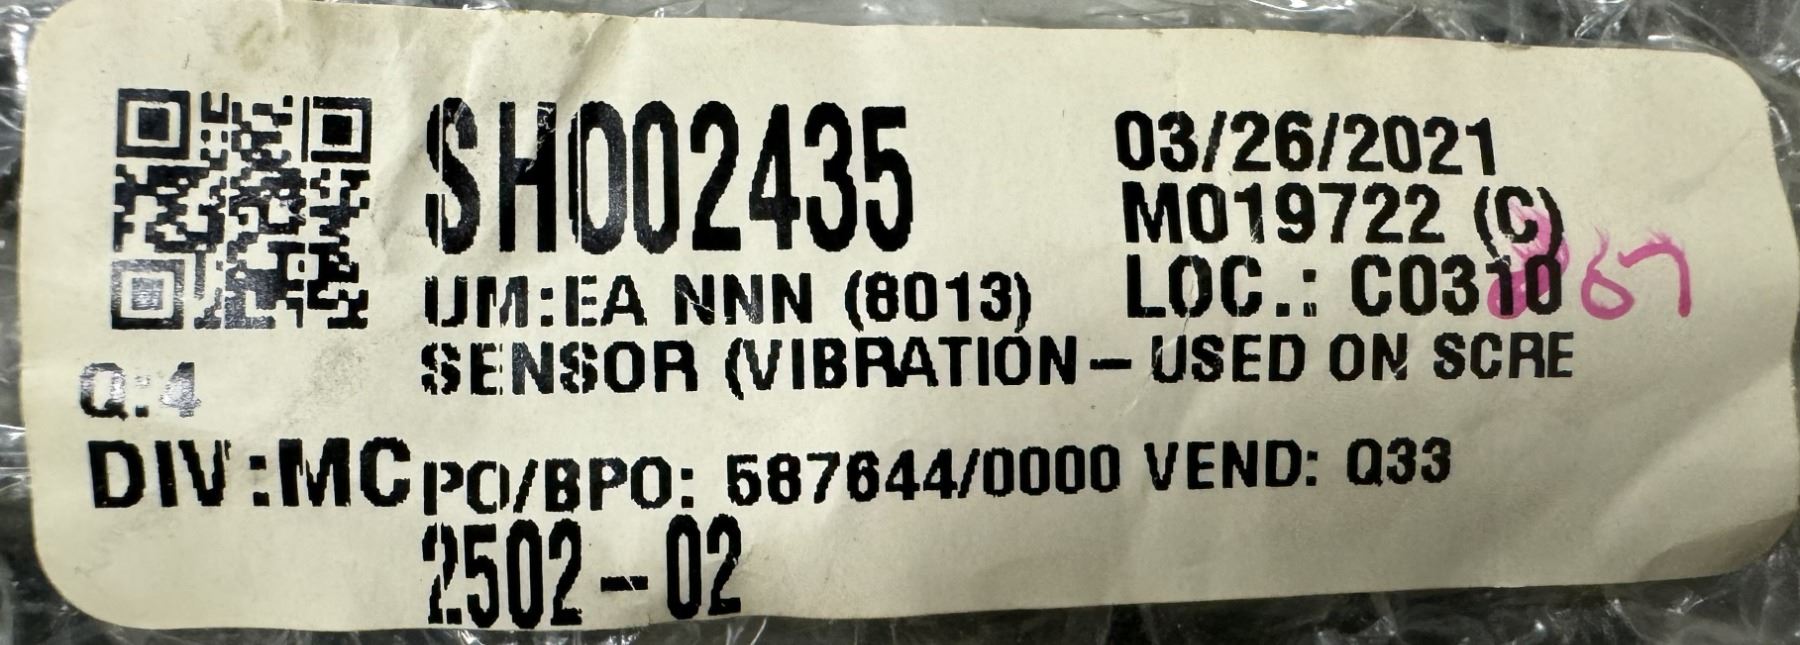 SH002435
03/26/2021
M019722 (C)
UM:EA NNN (8013)
LOC.: C0310
67
SENSOR (VIBRATION - USED ON SCRE
Q:4
DIV:MC
PO/BPO: 587644/0000 VEND: Q33
2502-02